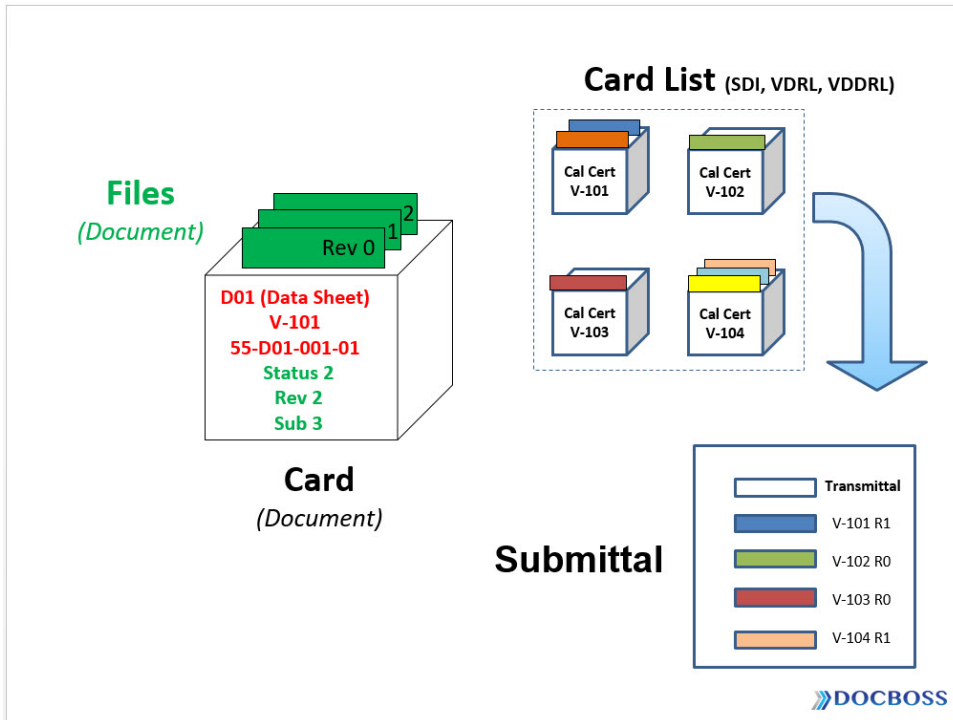 Card List (SDI, VDRL, VDDRL)
Cal Cert
V-101
Cal Cert
V-102
Cal Cert
V-103
Cal Cert
V-104
Files
(Document)
2
1
Rev 0
D01 (Data Sheet)
V-101
55-D01-001-01
Status 2
Rev 2
Sub 3
Card
(Document)
Submittal
Transmittal
V-101 R1
V-102 R0
V-103 R0
V-104 R1
DOCBOSS